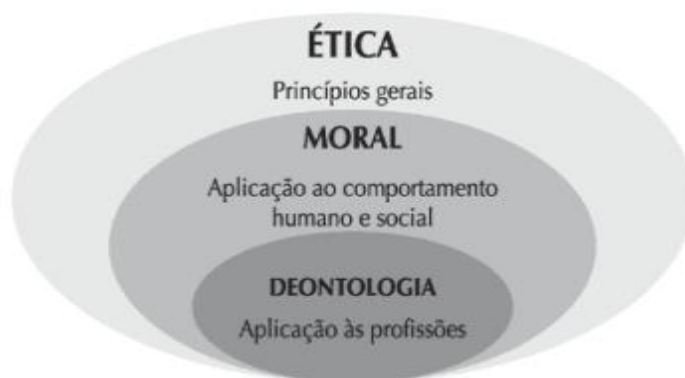 ÉTICA
Princípios gerais
MORAL
Aplicação ao comportamento
humano e social
DEONTOLOGIA
Aplicação às profissões